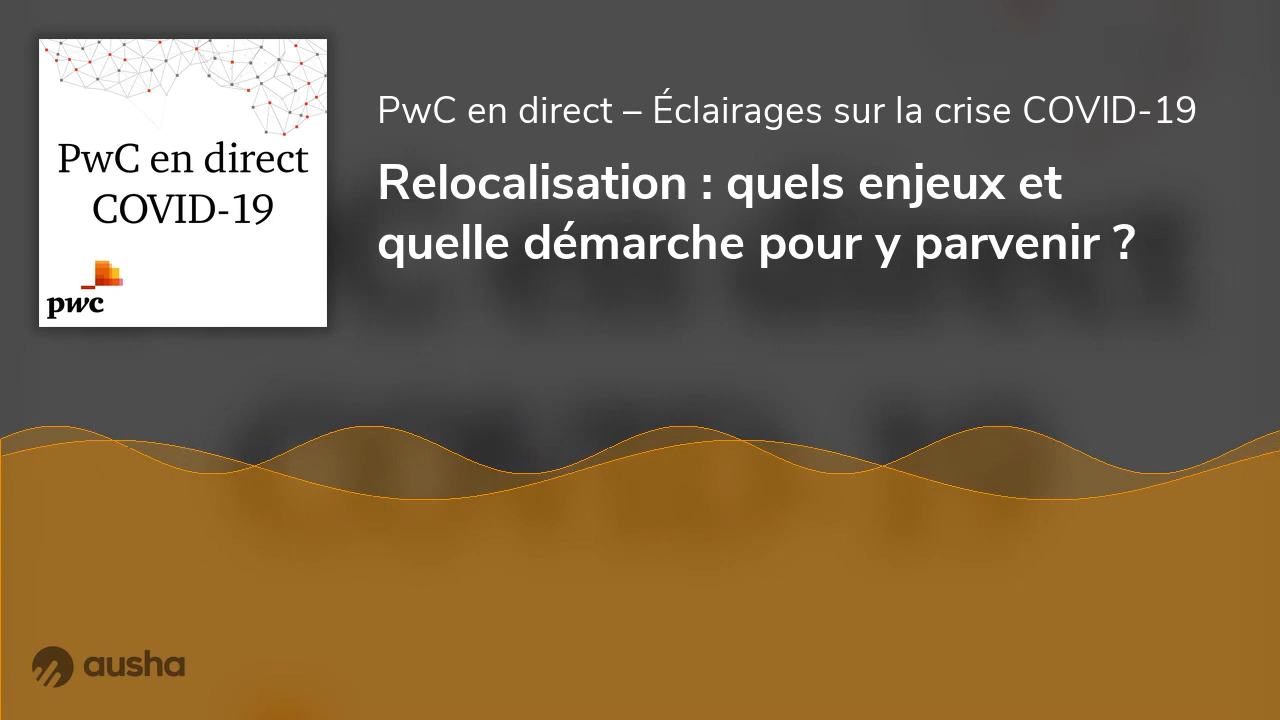 PwC en direct
COVID-19
pwc
PwC en direct – Éclairages sur la crise COVID-19
Relocalisation : quels enjeux et
quelle démarche pour y parvenir ?
ausha